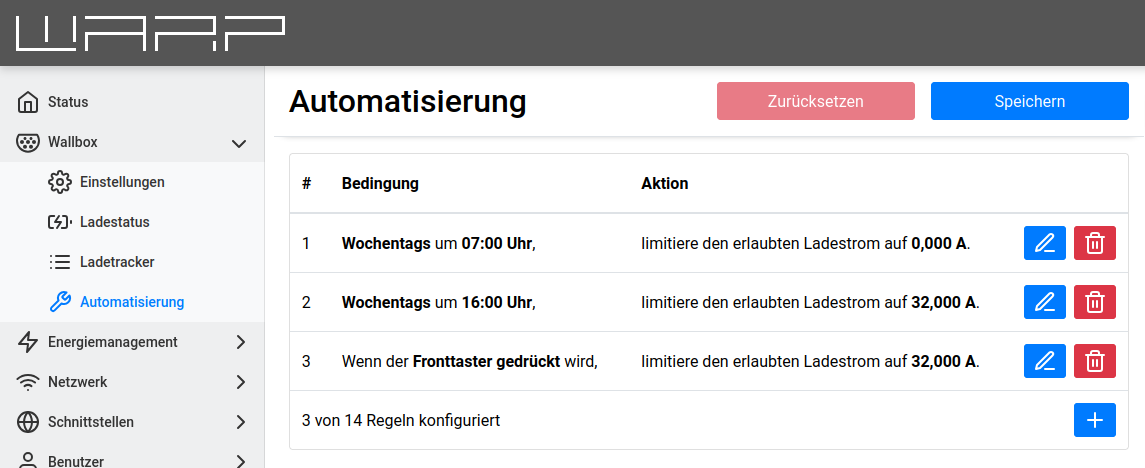 WARP
Status
Wallbox
Einstellungen
Ladestatus
Ladetracker
Automatisierung
Energiemanagement
Netzwerk
Schnittstellen
Benutzer
Automatisierung Zurücksetzen Speichern
# Bedingung Aktion
1 Wochentags um 07:00 Uhr, limitiere den erlaubten Ladestrom auf 0,000 A.
2 Wochentags um 16:00 Uhr, limitiere den erlaubten Ladestrom auf 32,000 A.
3 Wenn der Fronttaster gedrückt wird, limitiere den erlaubten Ladestrom auf 32,000 A.
3 von 14 Regeln konfiguriert